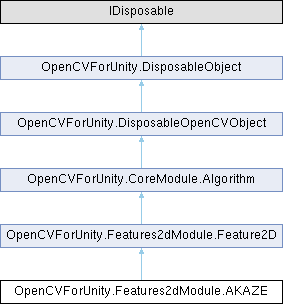 IDisposable
OpenCVForUnity.DisposableObject
OpenCVForUnity.DisposableOpenCVObject
OpenCVForUnity.CoreModule.Algorithm
OpenCVForUnity.Features2dModule.Feature2D
OpenCVForUnity.Features2dModule.AKAZE